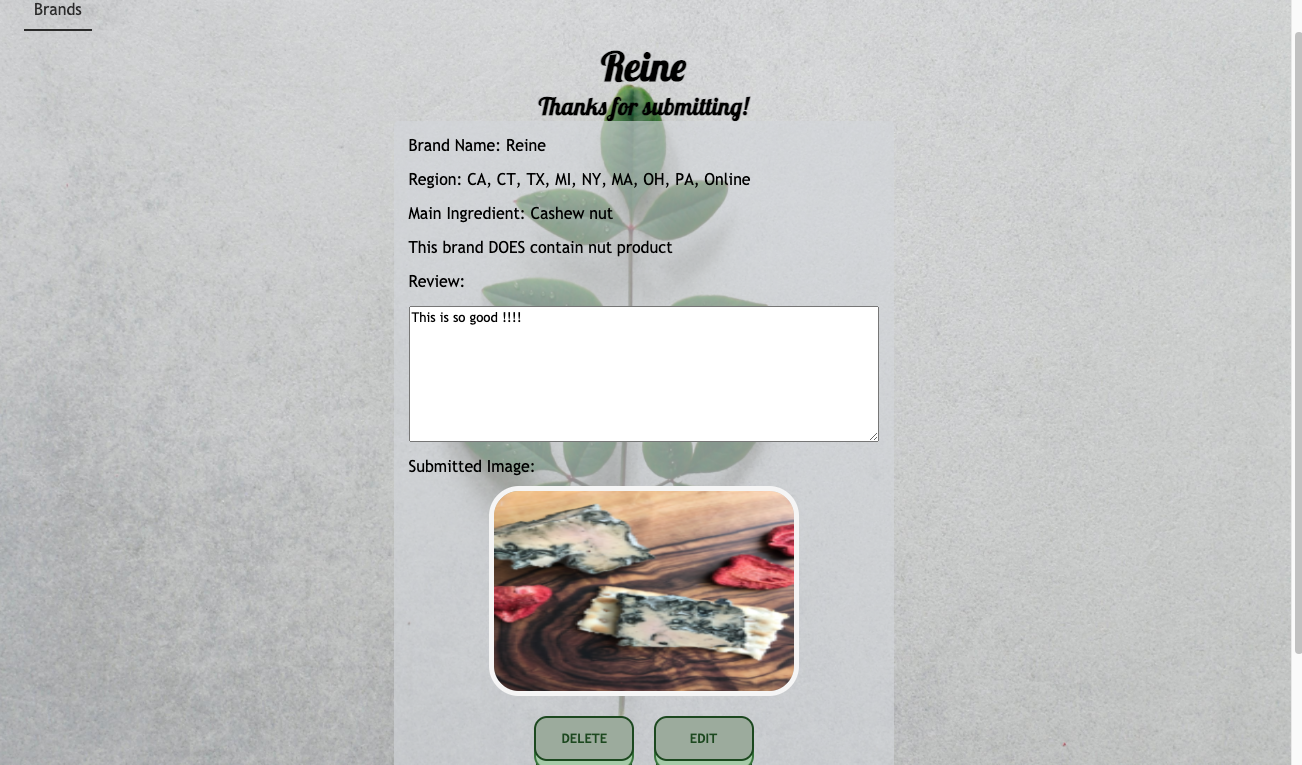 Brands
Reine
Thanks for submitting!
Brand Name: Reine
Region: CA, CT, TX, MI, NY, MA, OH, PA, Online
Main Ingredient: Cashew nut
This brand DOES contain nut product
Review:
This is so good !!!!
Submitted Image:
DELETE
EDIT